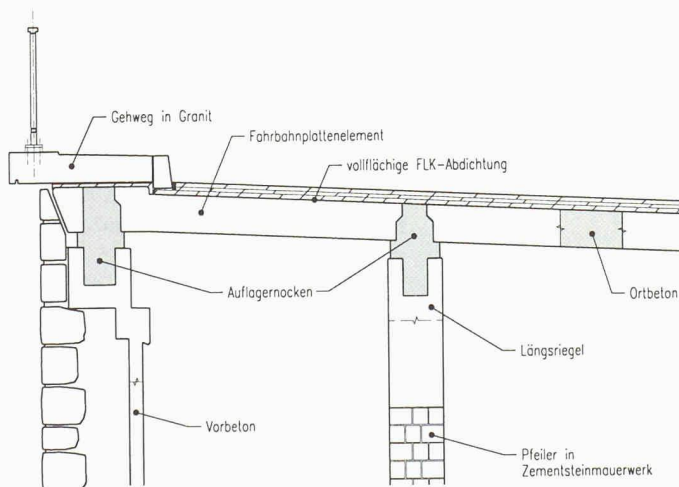 Gehweg in Granit
Fahrbahnplattenelement
vollflächige FLK-Abdichtung
Auflagernocken
Ortbeton
Längsriegel
Vorbeton
Pfeiler in
Zementsteinmauerwerk